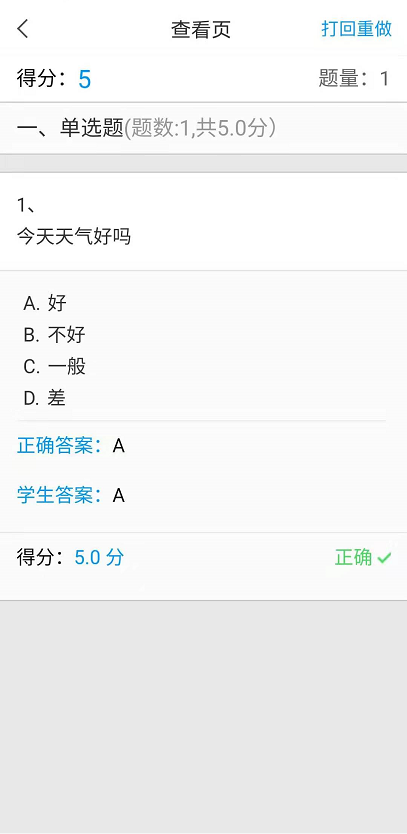 查看页 打回重做
得分：5 题量：1
一、单选题(题数:1,共5.0分）
1、
今天天气好吗
A. 好
B. 不好
C. 一般
D. 差
正确答案：A
学生答案：A
得分：5.0 分 正确